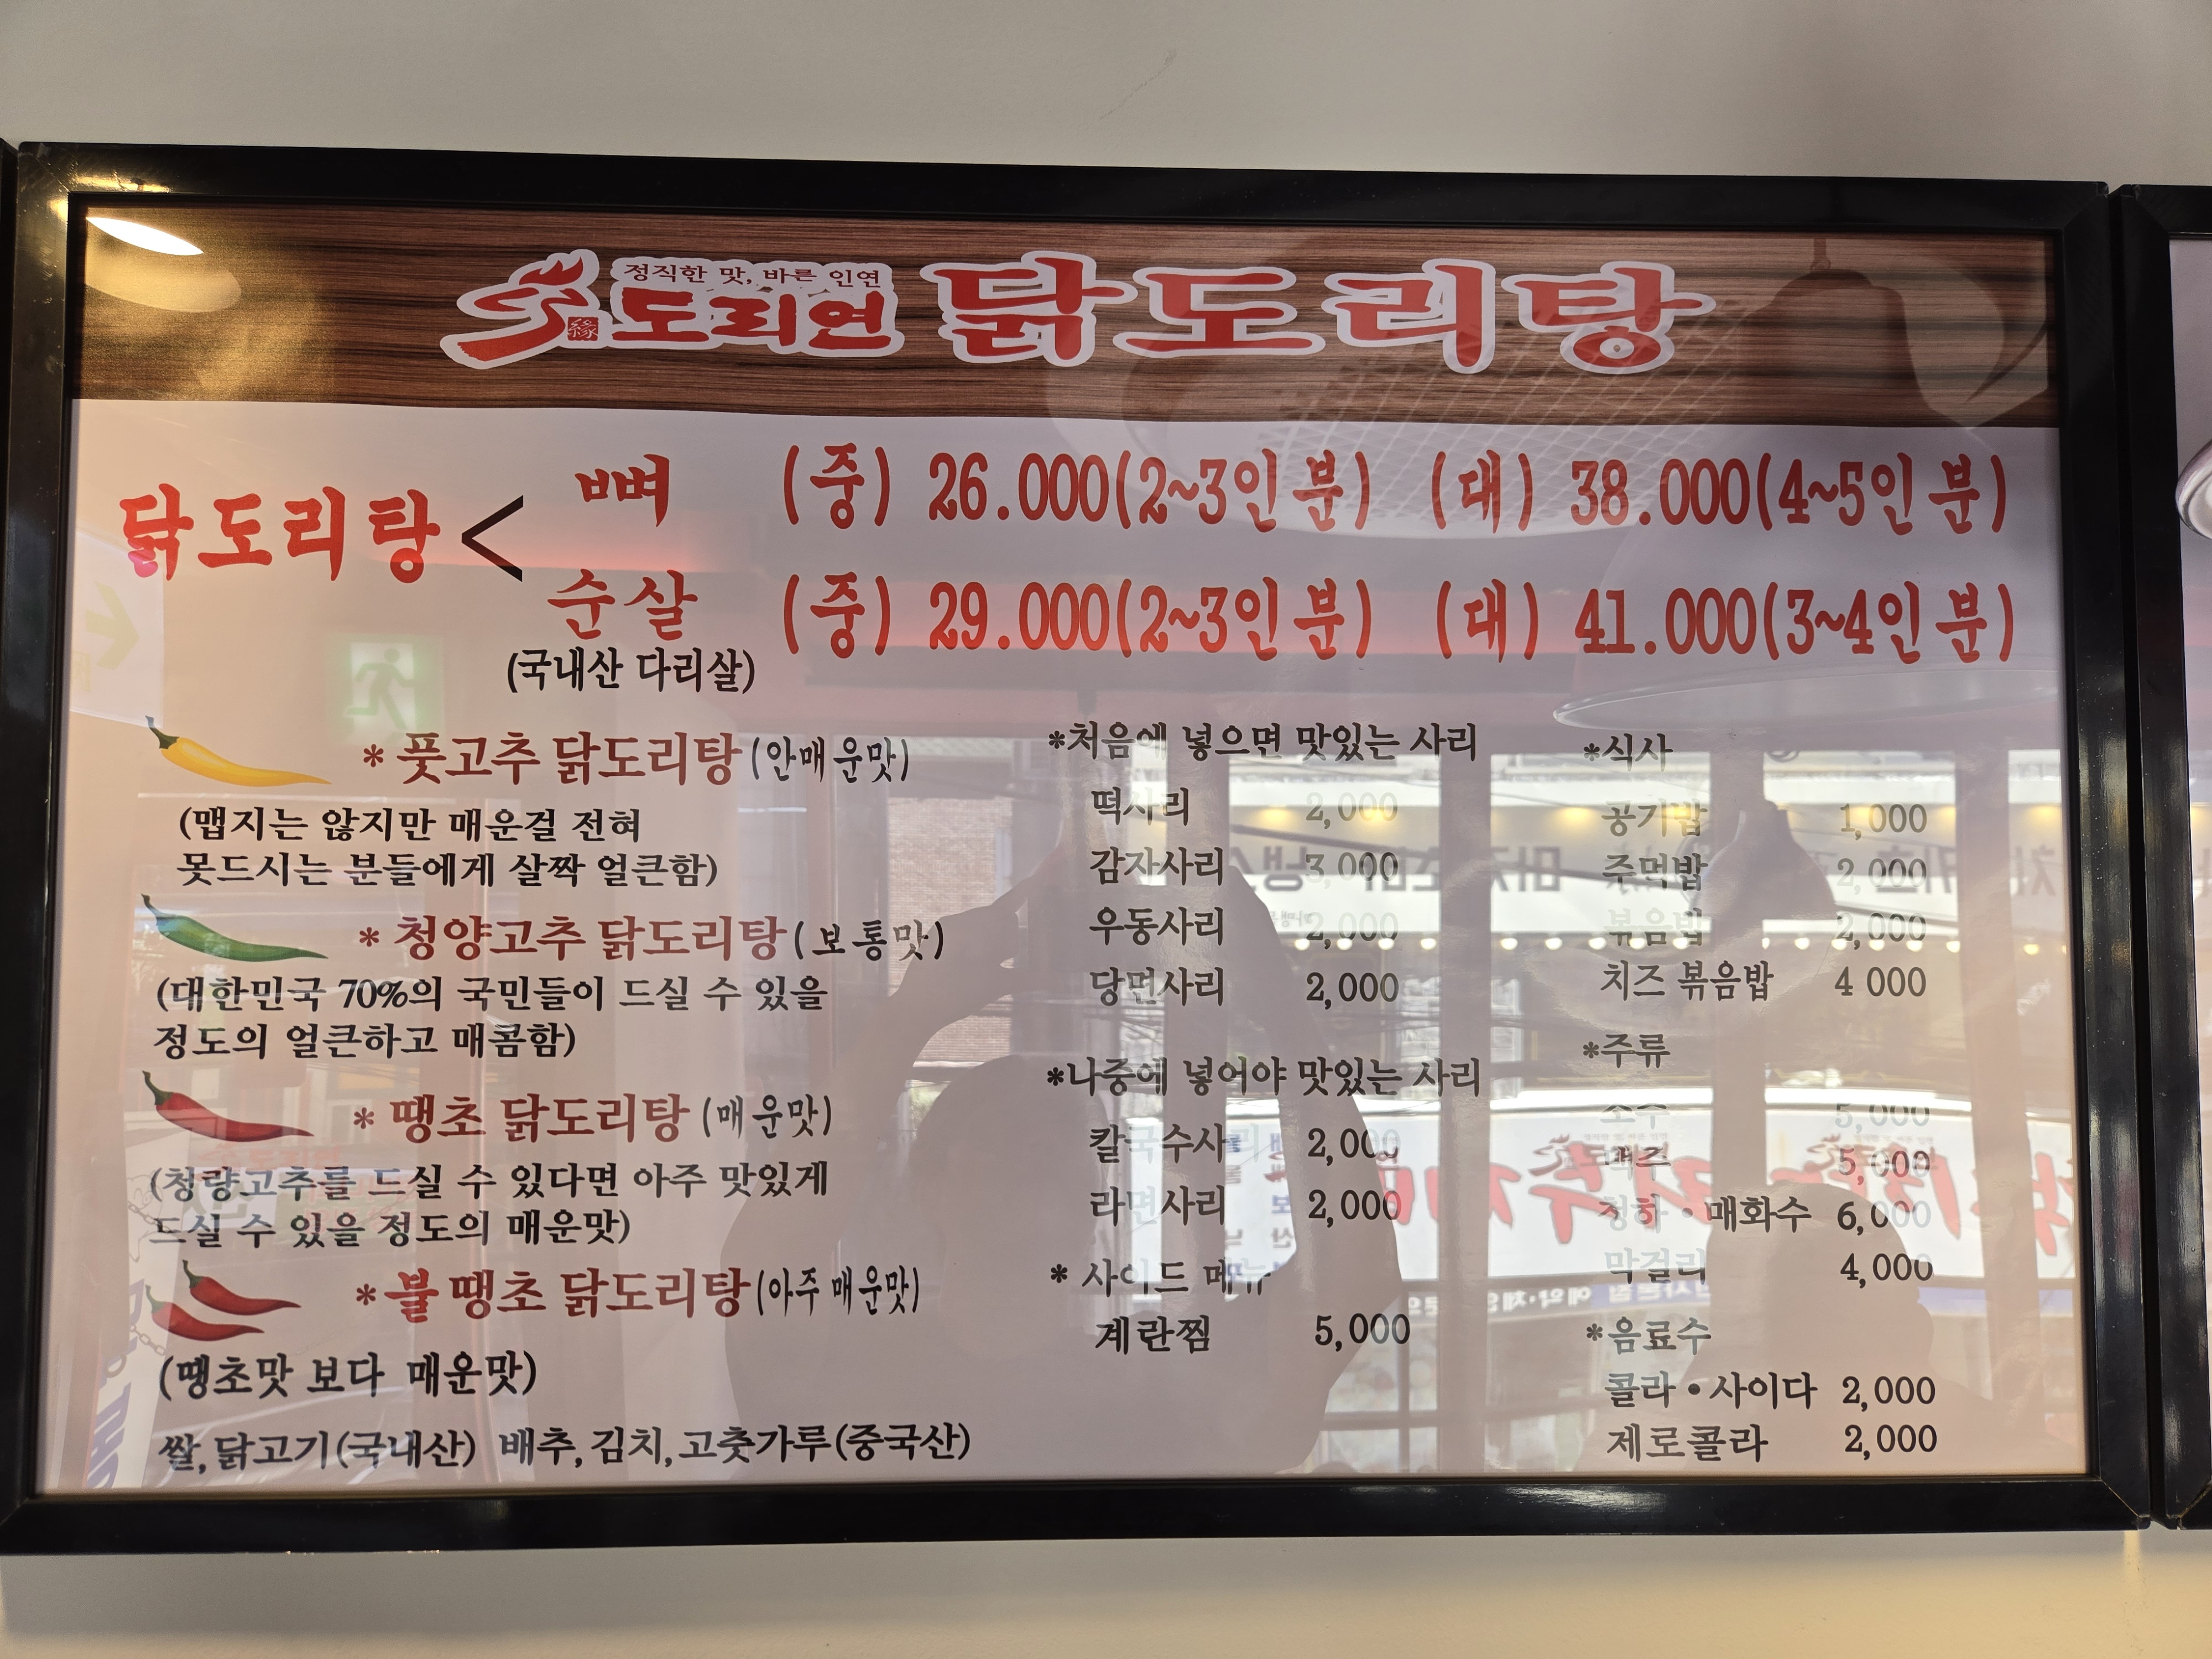 정직한 맛, 바른 인연
緣 도리연 닭도리탕
닭도리탕 < 뼈 (중) 26.000(2~3인분) (대) 38.000(4~5인분)
순살 (중) 29.000(2~3인분) (대) 41.000(3~4인분)
(국내산 다리살)
* 풋고추 닭도리탕 (안매운맛)
(맵지는 않지만 매운걸 전혀
못드시는 분들에게 살짝 얼큰함)
* 청양고추 닭도리탕 (보통맛)
(대한민국 70%의 국민들이 드실 수 있을
정도의 얼큰하고 매콤함)
* 땡초 닭도리탕 (매운맛)
(청량고추를 드실 수 있다면 아주 맛있게
드실 수 있을 정도의 매운맛)
* 불땡초 닭도리탕 (아주 매운맛)
(땡초맛 보다 매운맛)
쌀, 닭고기(국내산) 배추, 김치, 고춧가루(중국산)
*처음에 넣으면 맛있는 사리
떡사리 2,000
감자사리 3,000
우동사리 2,000
당면사리 2,000
*나중에 넣어야 맛있는 사리
칼국수사리 2,000
라면사리 2,000
* 사이드 메뉴
계란찜 5,000
*식사
공기밥 1,000
주먹밥 2,000
볶음밥 2,000
치즈 볶음밥 4 000
*주류
소주 5,000
맥주 5,000
청하 · 매화수 6,000
막걸리 4,000
*음료수
콜라 • 사이다 2,000
제로콜라 2,000